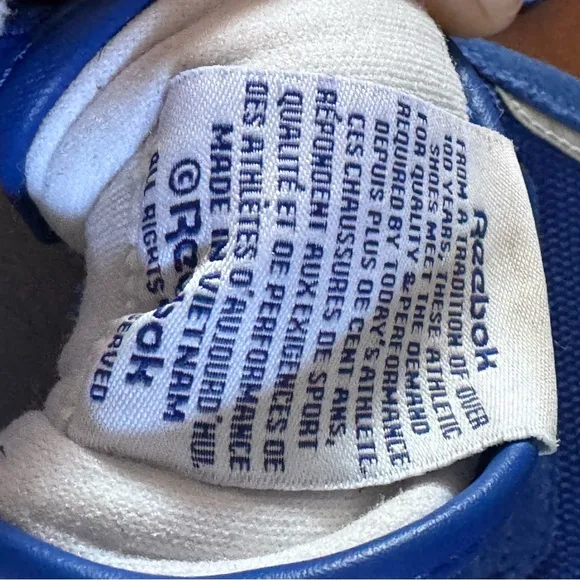 Reebok
FROM A TRADITION OF OVER
100 YEARS, THESE ATHLETIC
SHOES MEET THE DEMAND
FOR QUALITY & PERFORMANCE
REQUIRED BY TODAY'S ATHLETE.
DEPUIS PLUS DE CENT ANS,
CES CHAUSSURES DE SPORT
RÉPONDENT AUX EXIGENCES DE
QUALITÉ ET DE PERFORMANCE
DES ATHLÈTES D'AUJOURD'HUI.
MADE IN VIETNAM
©Reebok
ALL RIGHTS RESERVED